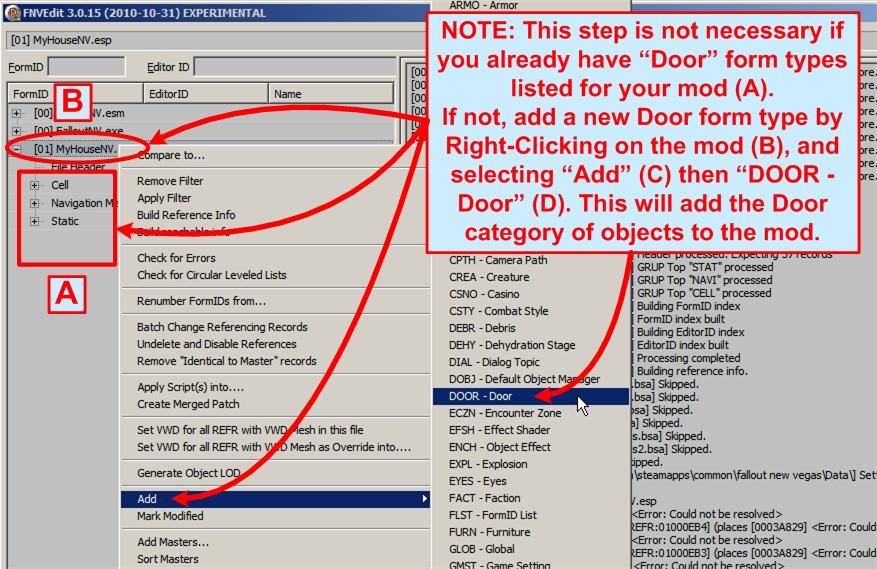 FNVEdit 3.0.15 (2010-10-31) EXPERIMENTAL
[01] MyHouseNV.esp
FormID
Editor ID
FormID
EditorID
Name
[00]
NV.esm
[00] FalloutNV.exe
[01] MyHouseNV.
File Header
Cell
Navigation Me
Static
B
A
Compare to...
Remove Filter
Apply Filter
Build Reference Info
Build reachable info
Check for Errors
Check for Circular Leveled Lists
Renumber FormIDs from...
Batch Change Referencing Records
Undelete and Disable References
Remove "Identical to Master" records
Apply Script(s) into....
Create Merged Patch
Set VWD for all REFR with VWD Mesh in this file
Set VWD for all REFR with VWD Mesh as Override into....
Generate Object LOD
Add
Mark Modified
Add Masters...
Sort Masters
ARMO - Armor
NOTE: This step is not necessary if
you already have “Door” form types
listed for your mod (A).
If not, add a new Door form type by
Right-Clicking on the mod (B), and
selecting “Add” (C) then “DOOR -
Door” (D). This will add the Door
category of objects to the mod.
CPTH - Camera Path
CREA - Creature
CSNO - Casino
CSTY - Combat Style
DEBR - Debris
DEHY - Dehydration Stage
DIAL - Dialog Topic
DOBJ - Default Object Manager
DOOR - Door
ECZN - Encounter Zone
EFSH - Effect Shader
ENCH - Object Effect
EXPL - Explosion
EYES - Eyes
FACT - Faction
FLST - FormID List
FURN - Furniture
GLOB - Global
GMST - Game Setting
Header processed. Expecting 37 records
] GRUP Top "STAT" processed
] GRUP Top "NAVI" processed
] GRUP Top "CELL" processed
] Building FormID index
] FormID index built
] Building EditorID index
] EditorID index built
] Processing completed
] Building reference info.
.bsa] Skipped.
.bsa] Skipped.
bsa] Skipped.
a] Skipped.
s.bsa] Skipped.
s2.bsa] Skipped.
kipped.
\steamapps\common\fallout new vegas\Data\] Set
V.esp
<Error: Could not be resolved>
REFR:01000EB4] (places [0003A829] <Error: Could
<Error: Could not be resolved>
REFR:01000EB3] (places [0003A829] <Error: Could
<Error: Could not be resolved>